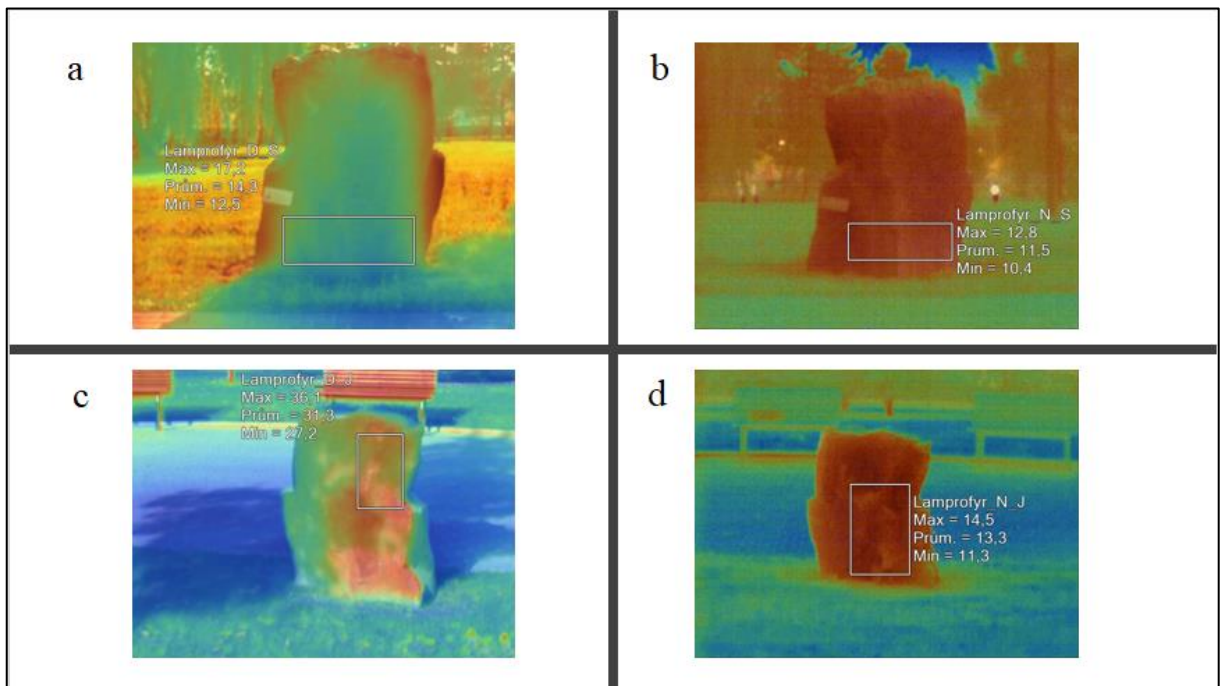 a
Lamprofyr_D_S
Max = 17,2
Prům. = 14,3
Min = 12,5
b
Lamprofyr_N_S
Max = 12,8
Prům. = 11,5
Min = 10,4
c
Lamprofyr_D_J
Max = 36,1
Prům. = 31,3
Min = 27,2
d
Lamprofyr_N_J
Max = 14,5
Prům. = 13,3
Min = 11,3